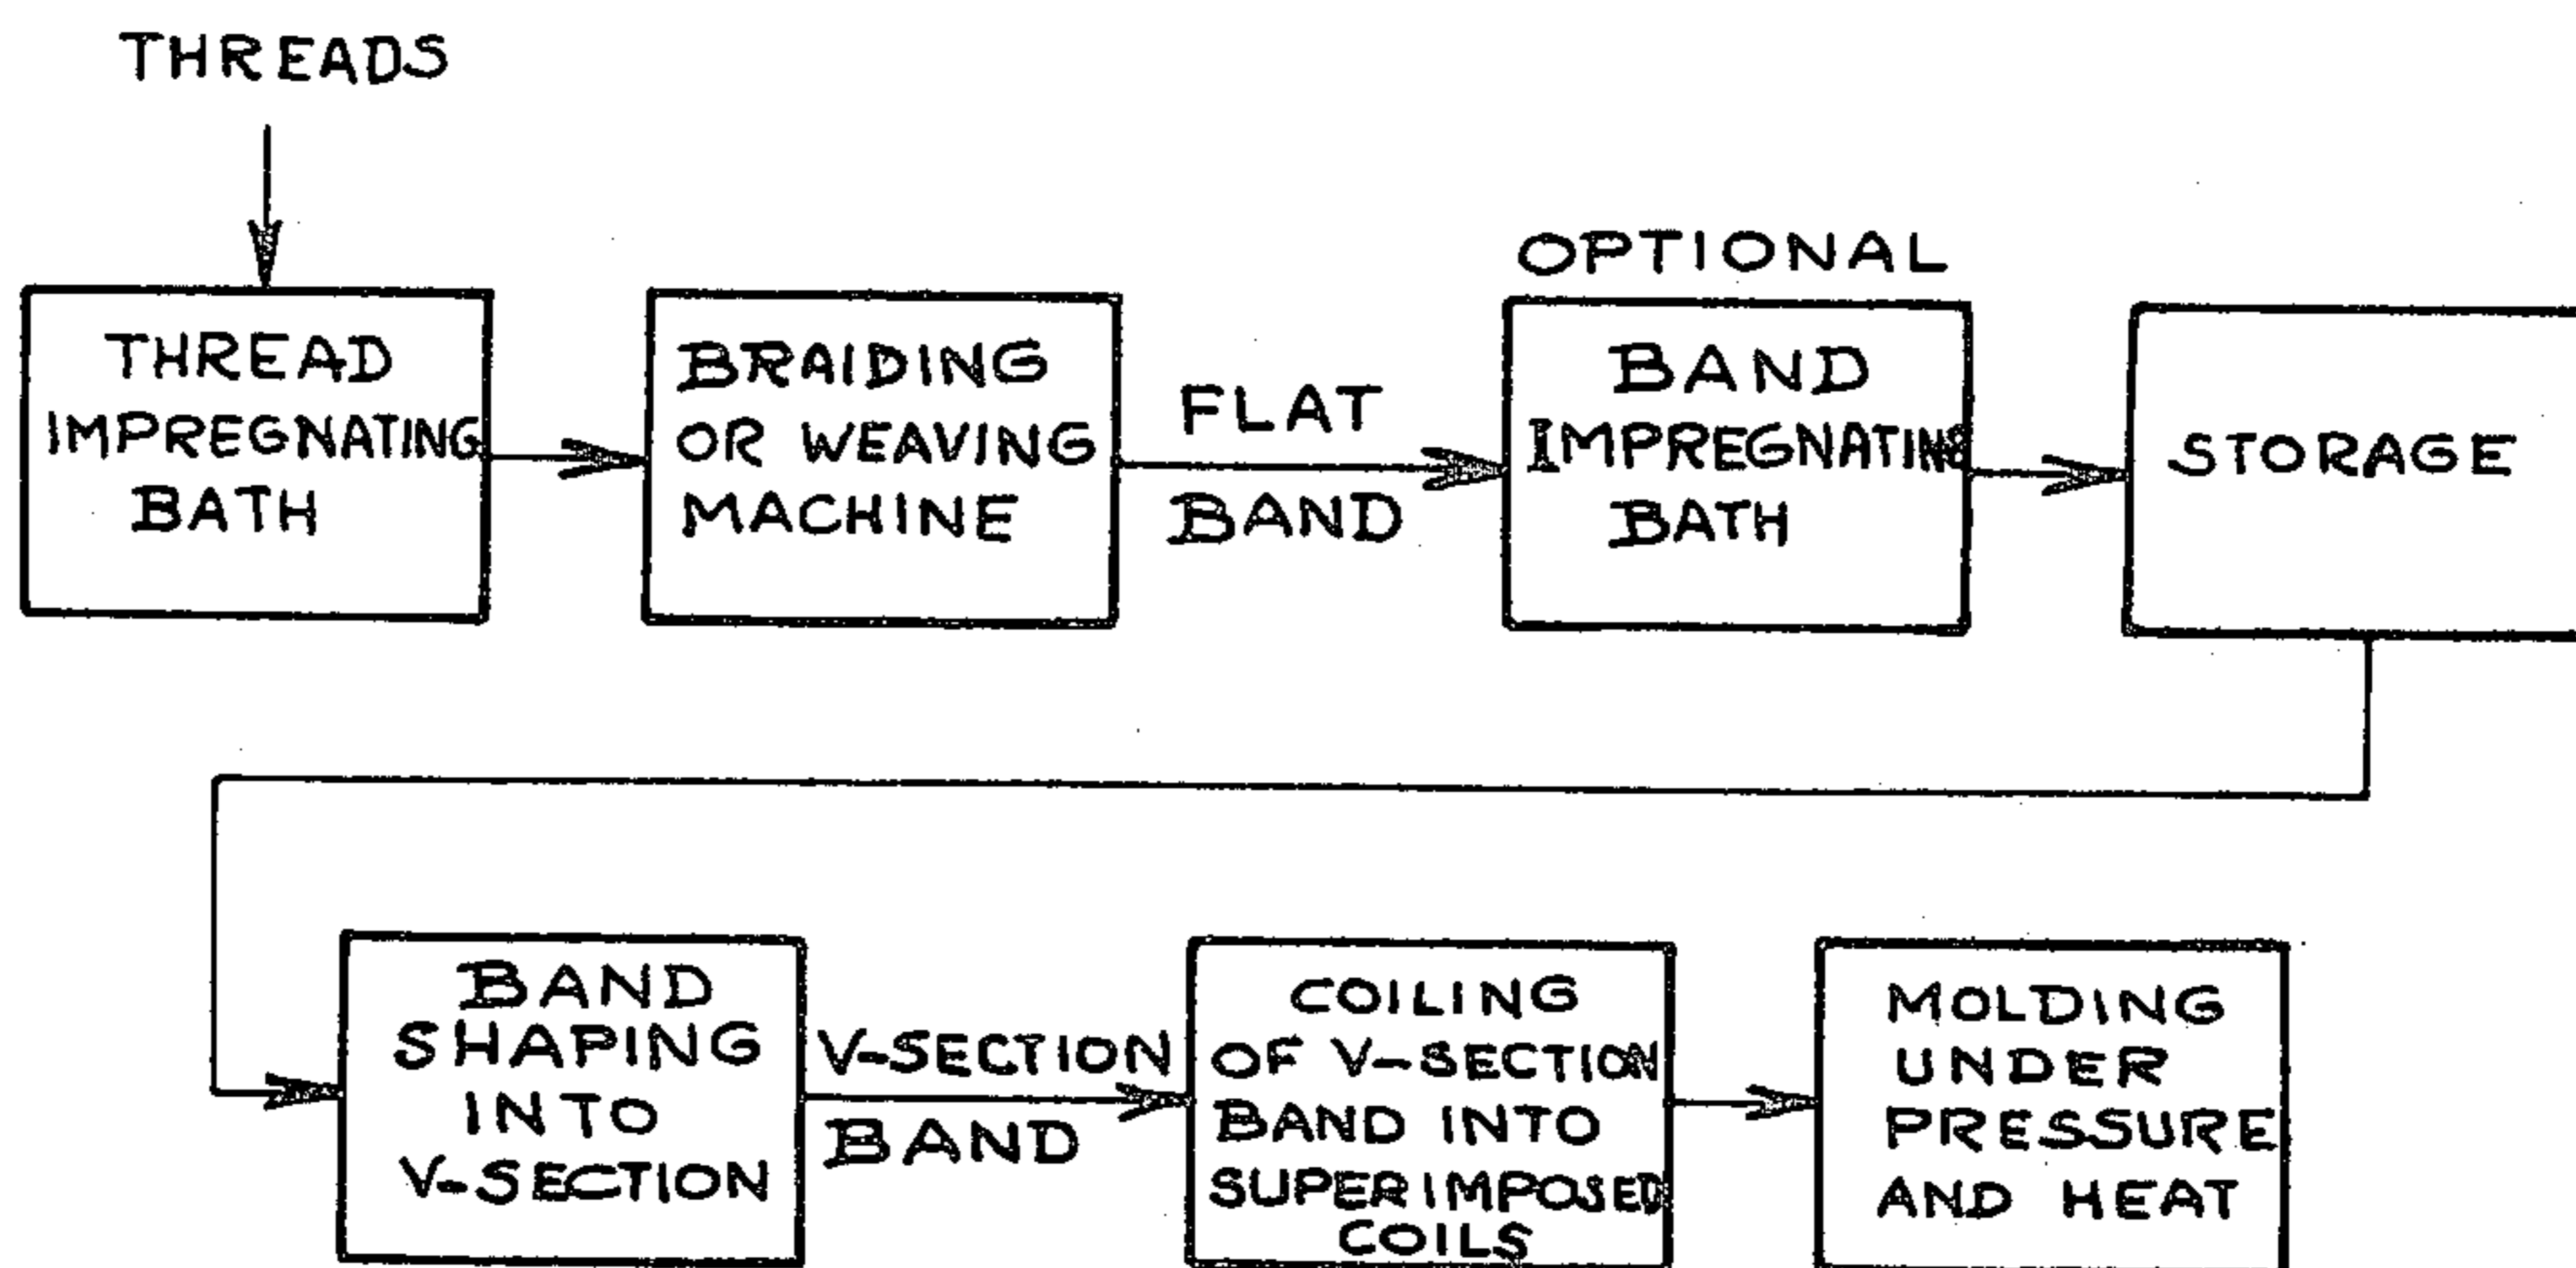 THREADS
THREAD
IMPREGNATING
BATH
BRAIDING
OR WEAVING
MACHINE
FLAT
BAND
OPTIONAL
BAND
IMPREGNATING
BATH
STORAGE
BAND
SHAPING
INTO
V-SECTION
V-SECTION
BAND
COILING
OF V-SECTION
BAND INTO
SUPERIMPOSED
COILS
MOLDING
UNDER
PRESSURE
AND HEAT